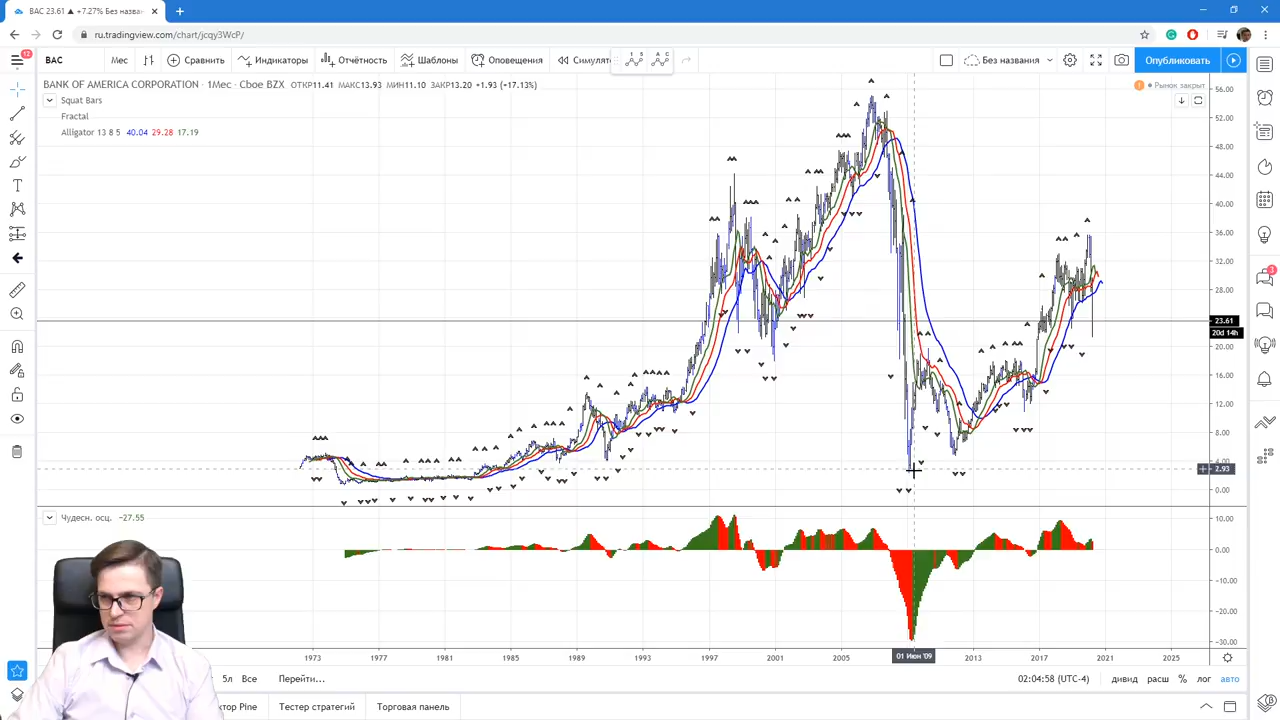 BAC 23.61 ▲ +7.27% Без назва
ru.tradingview.com/chart/jcqy3WcP/
12
BAC
Мес
Сравнить
Индикаторы
Отчётность
Шаблоны
Оповещения
Симулят
1 5
A C
Без названия
Опубликовать
BANK OF AMERICA CORPORATION · 1Мес · Cboe BZX ОТКР11.41 МАКС13.93 МИН11.10 ЗАКР13.20 +1.93 (+17.13%)
Рынок закрыт
Squat Bars
Fractal
Alligator 13 8 5 40.04 29.28 17.19
56.00
52.00
48.00
44.00
40.00
36.00
32.00
28.00
23.61
20d 14h
20.00
16.00
12.00
8.00
4.00
2.93
0.00
3
Чудесн. осц. −27.55
10.00
0.00
-10.00
-20.00
-30.00
1973
1977
1981
1985
1989
1993
1997
2001
2005
01 Июн '09
2013
2017
2021
2025
5л
Все
Перейти...
02:04:58 (UTC-4)
дивид
расш
%
лог
авто
ктор Pine
Тестер стратегий
Торговая панель